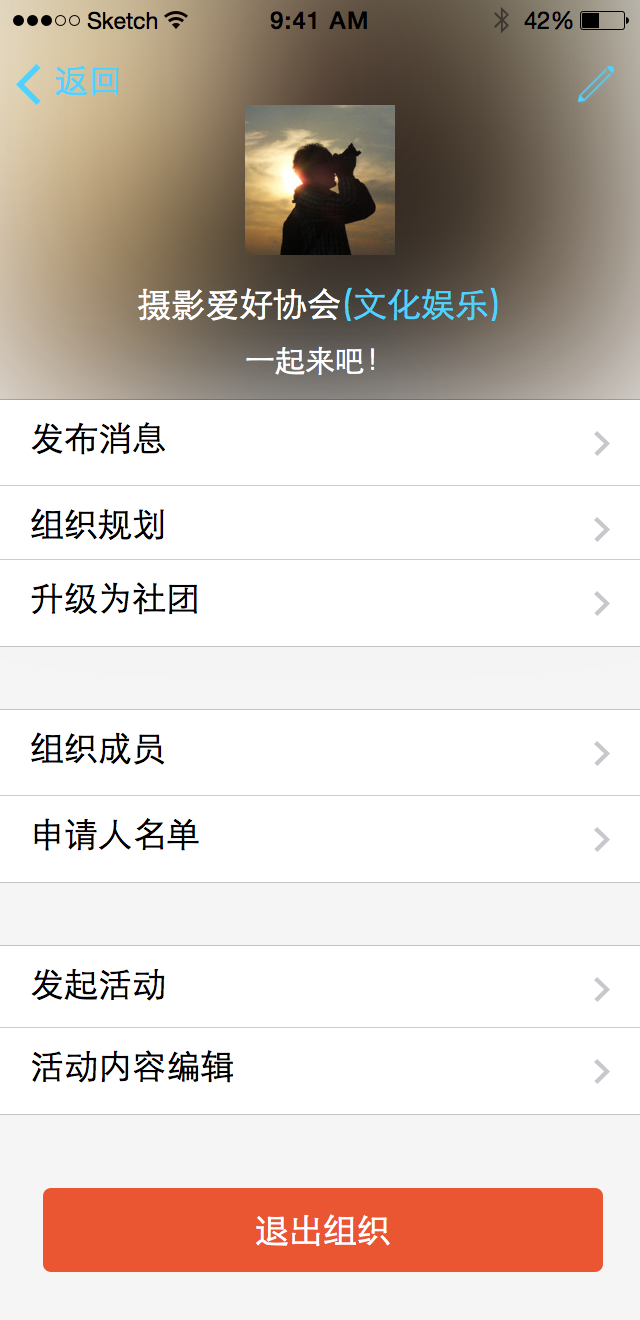 Sketch 9:41 AM 42%
返回
摄影爱好协会(文化娱乐)
一起来吧！
发布消息
组织规划
升级为社团
组织成员
申请人名单
发起活动
活动内容编辑
退出组织